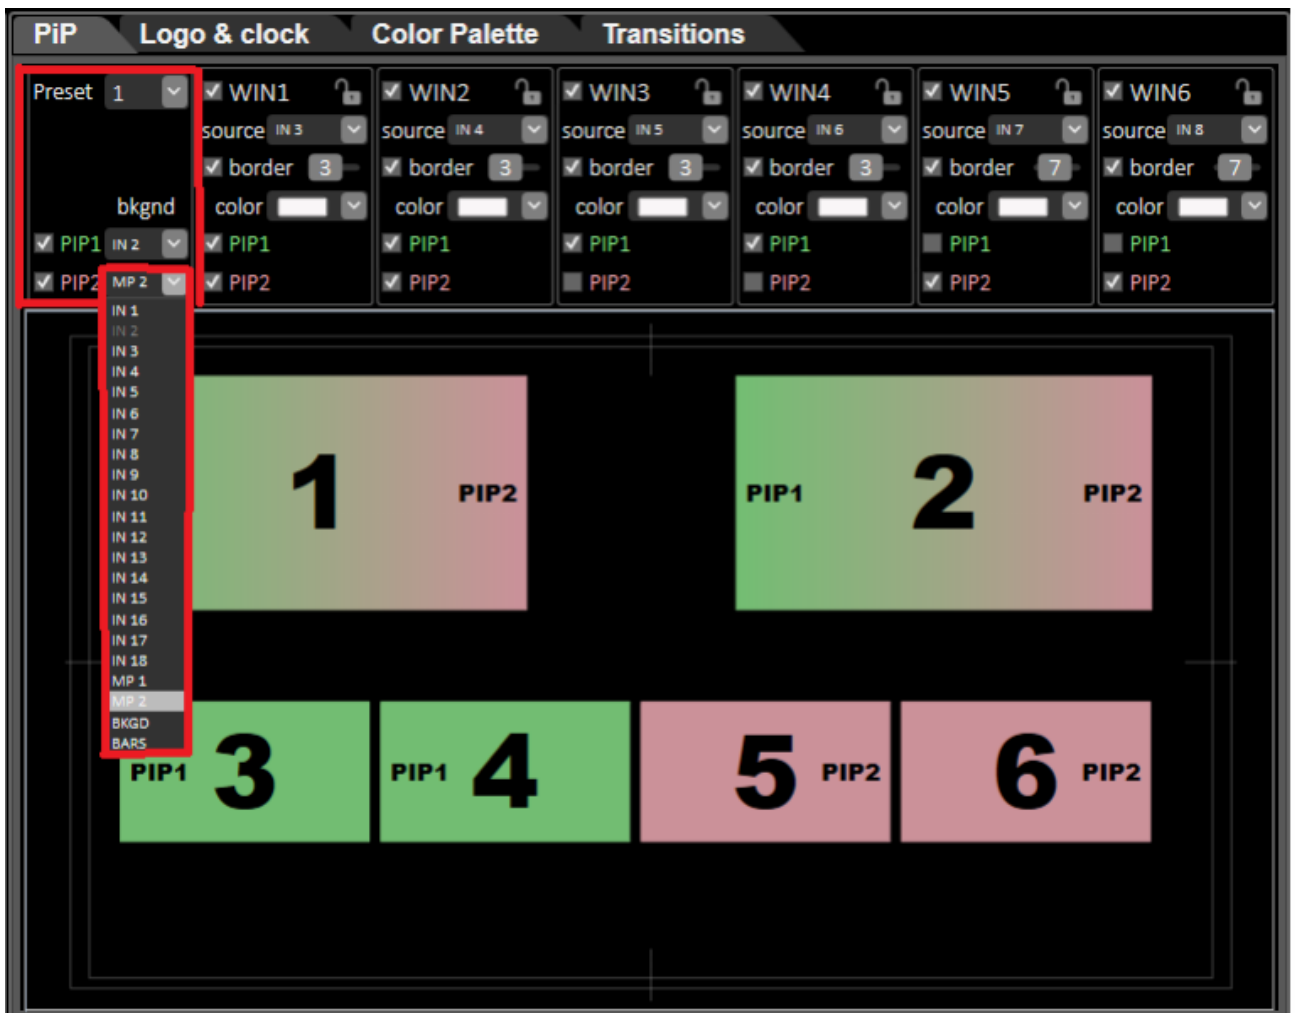 PiP Logo & clock Color Palette Transitions
Preset 1 WIN1 WIN2 WIN3 WIN4 WIN5 WIN6
source IN 3 source IN 4 source IN 5 source IN 6 source IN 7 source IN 8
border 3 border 3 border 3 border 3 border 7 border 7
bkgnd color color color color color color
PIP1 IN 2 PIP1 PIP1 PIP1 PIP1 PIP1 PIP1
PIP2 MP 2 PIP2 PIP2 PIP2 PIP2 PIP2 PIP2
IN 1
IN 2
IN 3
IN 4
IN 5
IN 6
IN 7
IN 8
IN 9
IN 10
IN 11
IN 12
IN 13
IN 14
IN 15
IN 16
IN 17
IN 18
MP 1
MP 2
BKGD
BARS
1 PIP2 PIP1 2 PIP2
PIP1 3 PIP1 4 5 PIP2 6 PIP2